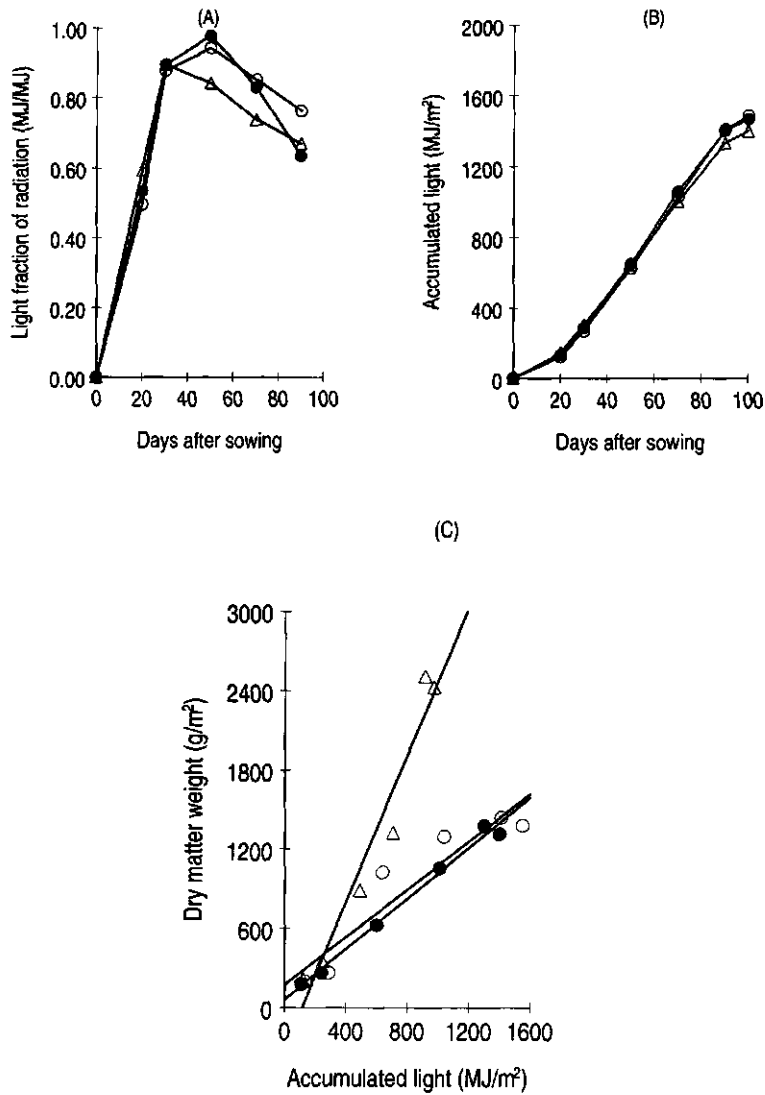 (A)
1.00
0.80
0.60
0.40
0.20
0.00
0 20 40 60 80 100
Light fraction of radiation (MJ/MJ)
Days after sowing
(B)
2000
1600
1200
800
400
0
0 20 40 60 80 100
Accumulated light (MJ/m²)
Days after sowing
(C)
3000
2400
1800
1200
600
0
0 400 800 1200 1600
Dry matter weight (g/m²)
Accumulated light (MJ/m²)